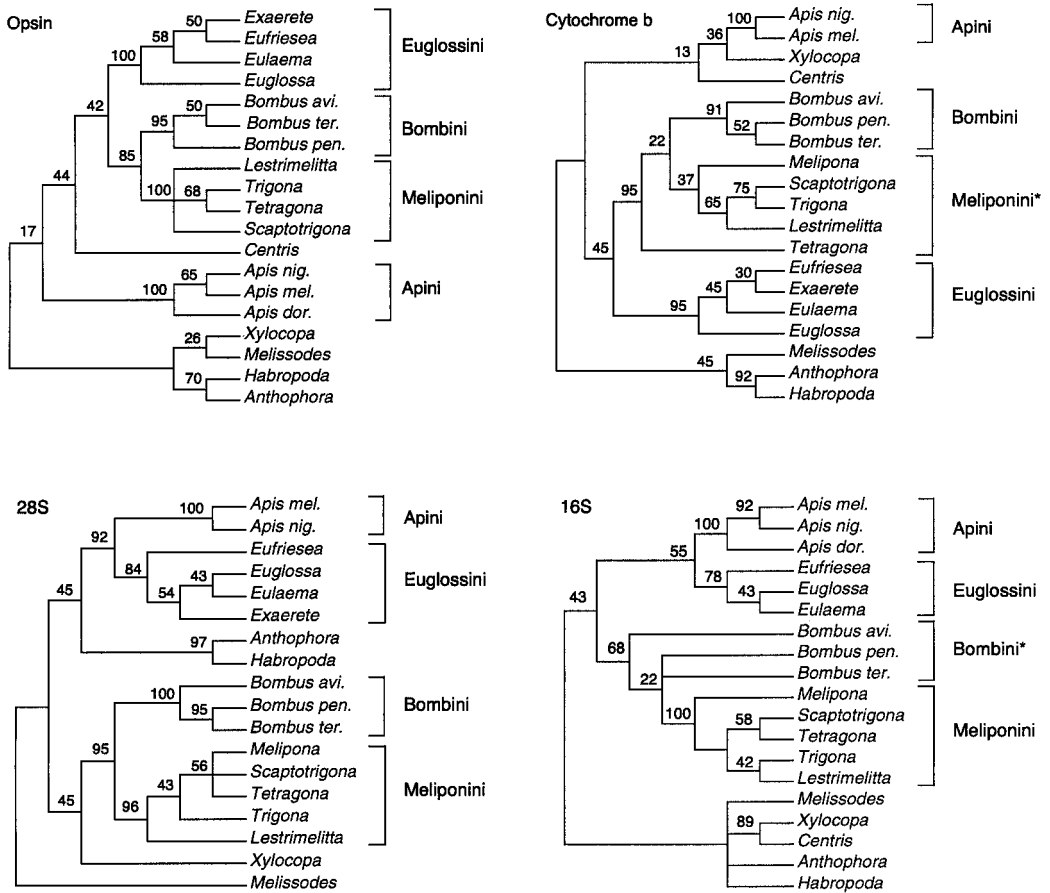 Opsin
50
Exaerete
58
Eufriesea
100
Eulaema
Euglossa
Euglossini
42
50
Bombus avi.
95
Bombus ter.
Bombus pen.
Bombini
85
Lestrimelitta
100
68
Trigona
Tetragona
Scaptotrigona
Meliponini
44
Centris
17
65
Apis nig.
100
Apis mel.
Apis dor.
Apini
26
Xylocopa
Melissodes
70
Habropoda
Anthophora
Cytochrome b
100
Apis nig.
36
Apis mel.
13
Xylocopa
Centris
Apini
91
Bombus avi.
52
Bombus pen.
Bombus ter.
Bombini
22
Melipona
37
75
Scaptotrigona
65
Trigona
Lestrimelitta
95
Tetragona
Meliponini*
45
30
Eufriesea
45
Exaerete
95
Eulaema
Euglossa
Euglossini
45
Melissodes
92
Anthophora
Habropoda
28S
100
Apis mel.
Apis nig.
Apini
92
Eufriesea
84
43
Euglossa
54
Eulaema
Exaerete
Euglossini
45
97
Anthophora
Habropoda
100
Bombus avi.
95
Bombus pen.
Bombus ter.
Bombini
95
Melipona
56
Scaptotrigona
43
Tetragona
96
Trigona
Lestrimelitta
Meliponini
45
Xylocopa
Melissodes
16S
92
Apis mel.
100
Apis nig.
Apis dor.
Apini
55
Eufriesea
78
43
Euglossa
Eulaema
Euglossini
43
Bombus avi.
68
Bombus pen.
22
Bombus ter.
Bombini*
Melipona
100
58
Scaptotrigona
Tetragona
42
Trigona
Lestrimelitta
Meliponini
Melissodes
89
Xylocopa
Centris
Anthophora
Habropoda